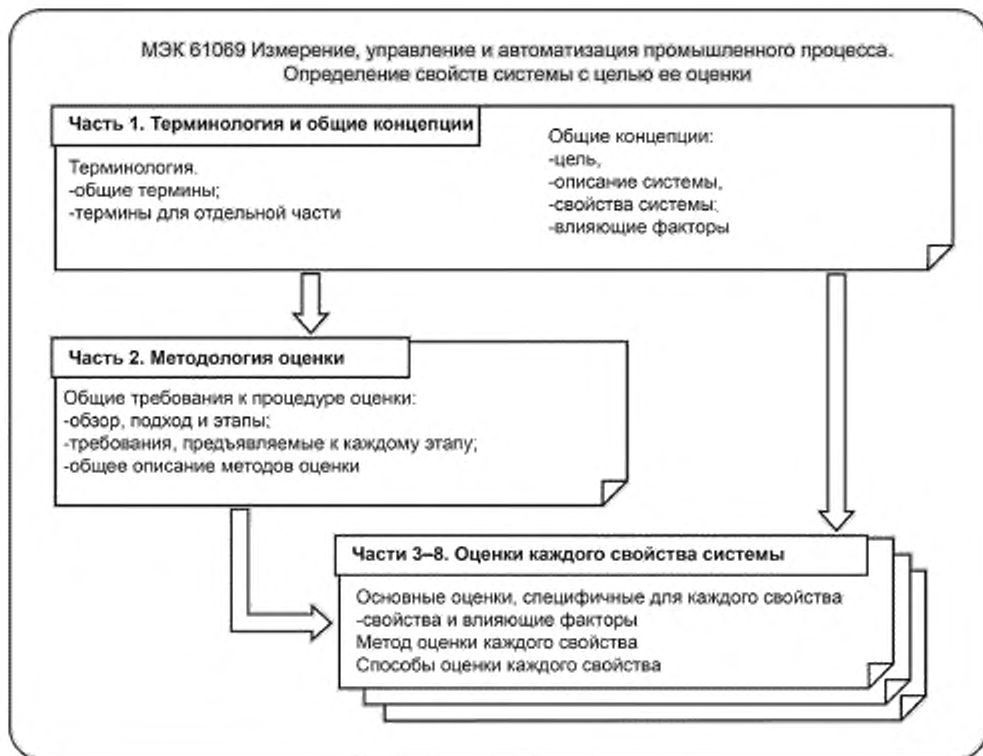 МЭК 61069 Измерение, управление и автоматизация промышленного процесса.
Определение свойств системы с целью ее оценки
Часть 1. Терминология и общие концепции
Терминология.
-общие термины;
-термины для отдельной части
Общие концепции:
-цель,
-описание системы,
-свойства системы;
-влияющие факторы
Часть 2. Методология оценки
Общие требования к процедуре оценки:
-обзор, подход и этапы;
-требования, предъявляемые к каждому этапу;
-общее описание методов оценки
Части 3–8. Оценки каждого свойства системы
Основные оценки, специфичные для каждого свойства
-свойства и влияющие факторы
Метод оценки каждого свойства
Способы оценки каждого свойства